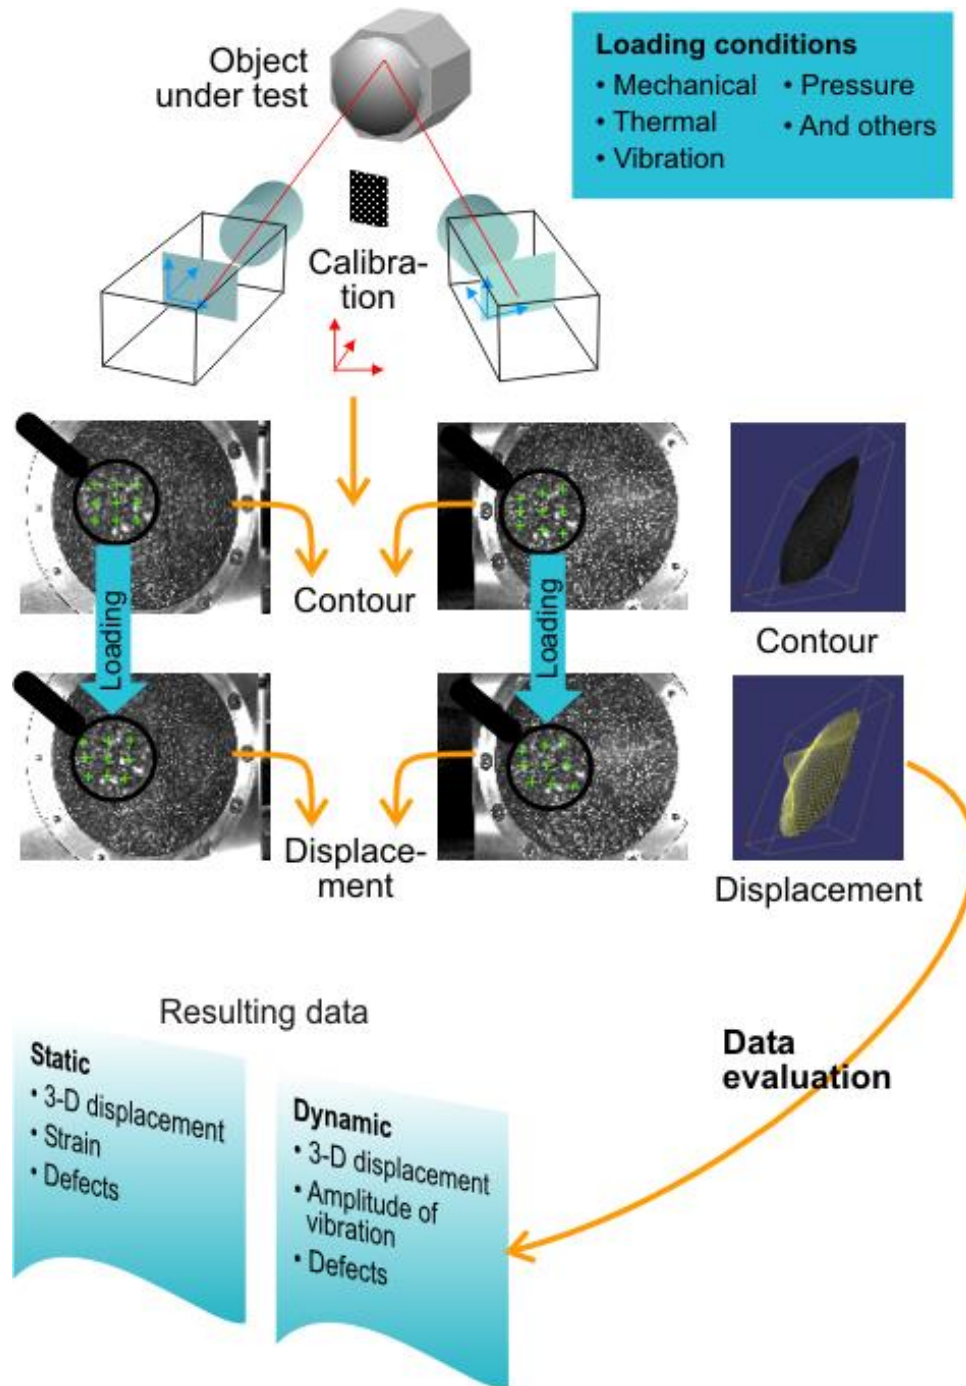 Object
under test
Loading conditions
• Mechanical
• Thermal
• Vibration
• Pressure
• And others
Calibra-
tion
Contour
Loading
Loading
Contour
Displace-
ment
Displacement
Resulting data
Data
evaluation
Static
• 3-D displacement
• Strain
• Defects
Dynamic
• 3-D displacement
• Amplitude of
vibration
• Defects